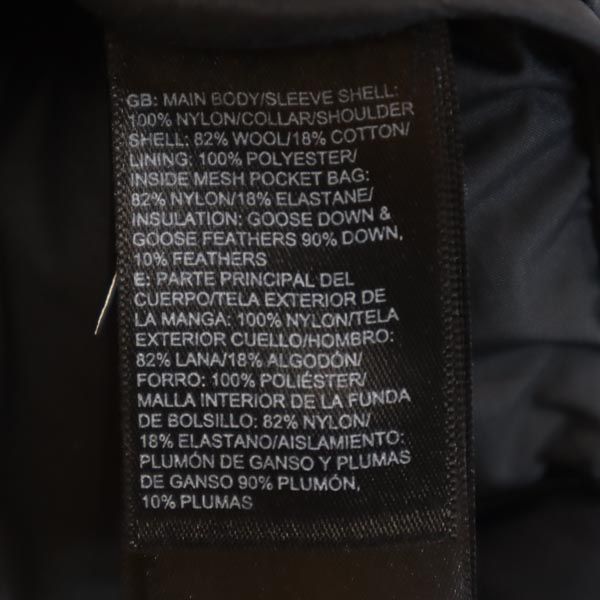 GB: MAIN BODY/SLEEVE SHELL:
100% NYLON/COLLAR/SHOULDER
SHELL: 82% WOOL/18% COTTON/
LINING: 100% POLYESTER/
INSIDE MESH POCKET BAG:
82% NYLON/18% ELASTANE/
INSULATION: GOOSE DOWN &
GOOSE FEATHERS 90% DOWN,
10% FEATHERS
E: PARTE PRINCIPAL DEL
CUERPO/TELA EXTERIOR DE
LA MANGA: 100% NYLON/TELA
EXTERIOR CUELLO/HOMBRO:
82% LANA/18% ALGODÓN/
FORRO: 100% POLIÉSTER/
MALLA INTERIOR DE LA FUNDA
DE BOLSILLO: 82% NYLON/
18% ELASTANO/AISLAMIENTO:
PLUMÓN DE GANSO Y PLUMAS
DE GANSO 90% PLUMÓN,
10% PLUMAS